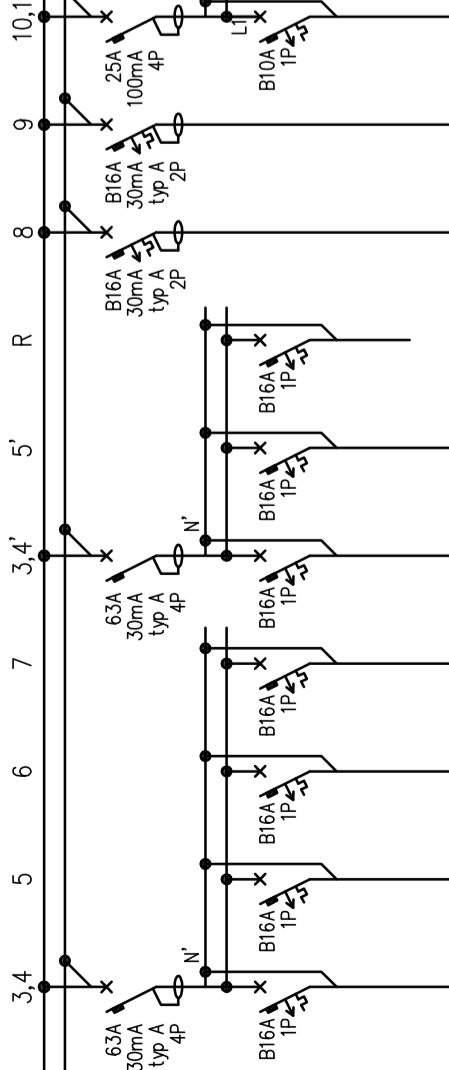 3,4
5
6
7
3,4'
5'
R
8
9
10,1
63A
30mA
typ A
4P
63A
30mA
typ A
4P
B16A
30mA
typ A
2P
B16A
30mA
typ A
2P
25A
100mA
4P
N'
N'
L1
B16A
1P
B16A
1P
B16A
1P
B16A
1P
B16A
1P
B16A
1P
B16A
1P
B10A
1P